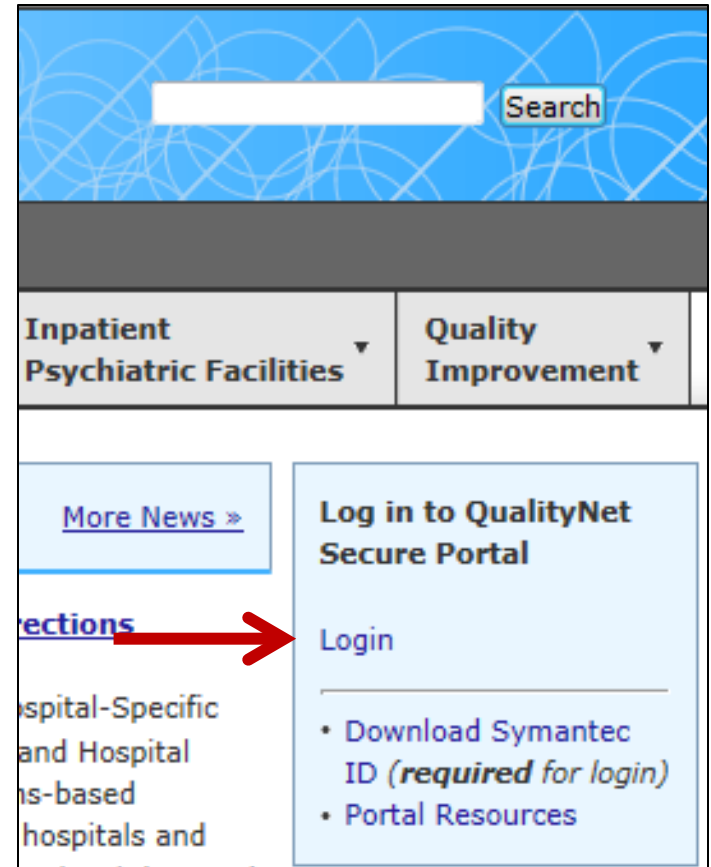 Search
Inpatient
Psychiatric Facilities
Quality
Improvement
More News »
Log in to QualityNet
Secure Portal
Login
• Download Symantec
ID (required for login)
• Portal Resources
rections
ospital-Specific
and Hospital
ns-based
hospitals and